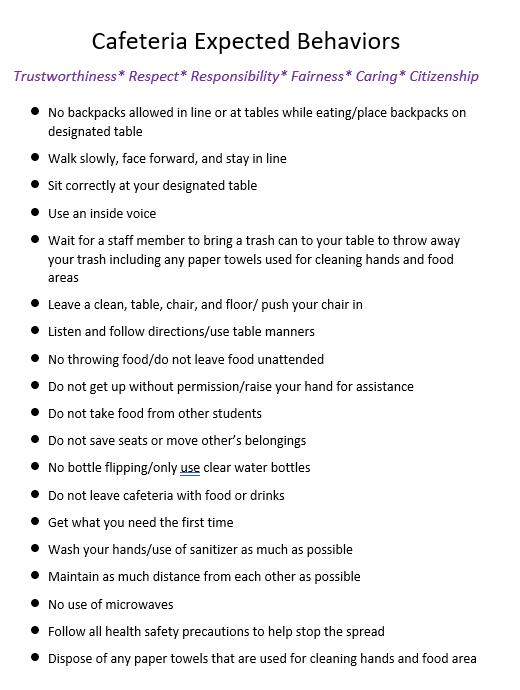 Cafeteria Expected Behaviors
Trustworthiness* Respect* Responsibility* Fairness* Caring* Citizenship
● No backpacks allowed in line or at tables while eating/place backpacks on
designated table
● Walk slowly, face forward, and stay in line
● Sit correctly at your designated table
● Use an inside voice
● Wait for a staff member to bring a trash can to your table to throw away
your trash including any paper towels used for cleaning hands and food
areas
● Leave a clean, table, chair, and floor/ push your chair in
● Listen and follow directions/use table manners
● No throwing food/do not leave food unattended
● Do not get up without permission/raise your hand for assistance
● Do not take food from other students
● Do not save seats or move other’s belongings
● No bottle flipping/only use clear water bottles
● Do not leave cafeteria with food or drinks
● Get what you need the first time
● Wash your hands/use of sanitizer as much as possible
● Maintain as much distance from each other as possible
● No use of microwaves
● Follow all health safety precautions to help stop the spread
● Dispose of any paper towels that are used for cleaning hands and food area